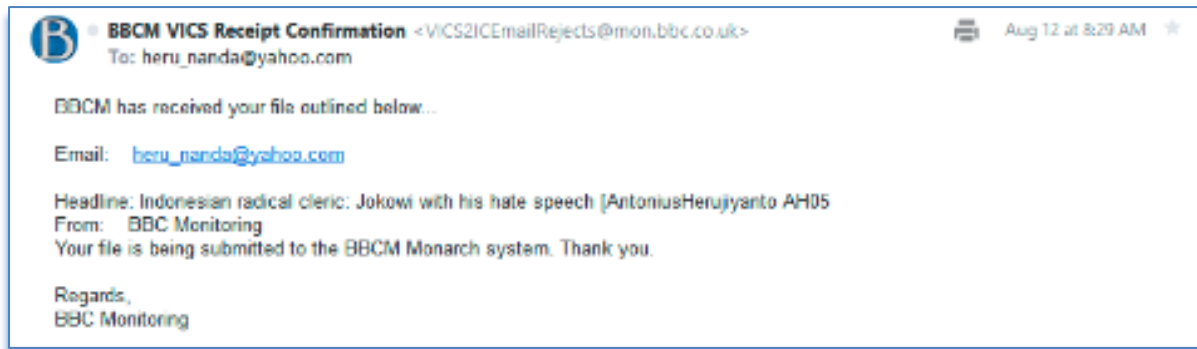 B
BBCM VICS Receipt Confirmation <VICS2ICEmailRejects@mon.bbc.co.uk> Aug 12 at 8:29 AM
To: heru_nanda@yahoo.com
BBCM has received your file outlined below...
Email: heru_nanda@yahoo.com
Headline: Indonesian radical cleric: Jokowi with his hate speech [AntoniusHerujiyanto AH05
From: BBC Monitoring
Your file is being submitted to the BBCM Monarch system. Thank you.
Regards,
BBC Monitoring